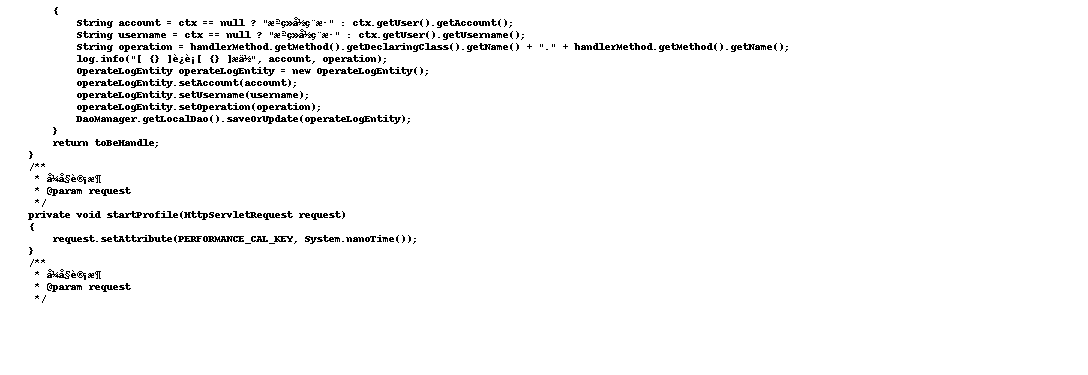 {
String account = ctx == null ? "æªç»å½ç¨æ·" : ctx.getUser().getAccount();
String username = ctx == null ? "æªç»å½ç¨æ·" : ctx.getUser().getUsername();
String operation = handlerMethod.getMethod().getDeclaringClass().getName() + "." + handlerMethod.getMethod().getName();
log.info("[ {} ]è¿è¡[ {} ]æä½", account, operation);
OperateLogEntity operateLogEntity = new OperateLogEntity();
operateLogEntity.setAccount(account);
operateLogEntity.setUsername(username);
operateLogEntity.setOperation(operation);
DaoManager.getLocalDao().saveOrUpdate(operateLogEntity);
}
return toBeHandle;
}
/**
* å¼å§è®¡æ¶
* @param request
*/
private void startProfile(HttpServletRequest request)
{
request.setAttribute(PERFORMANCE_CAL_KEY, System.nanoTime());
}
/**
* å¼å§è®¡æ¶
* @param request
*/